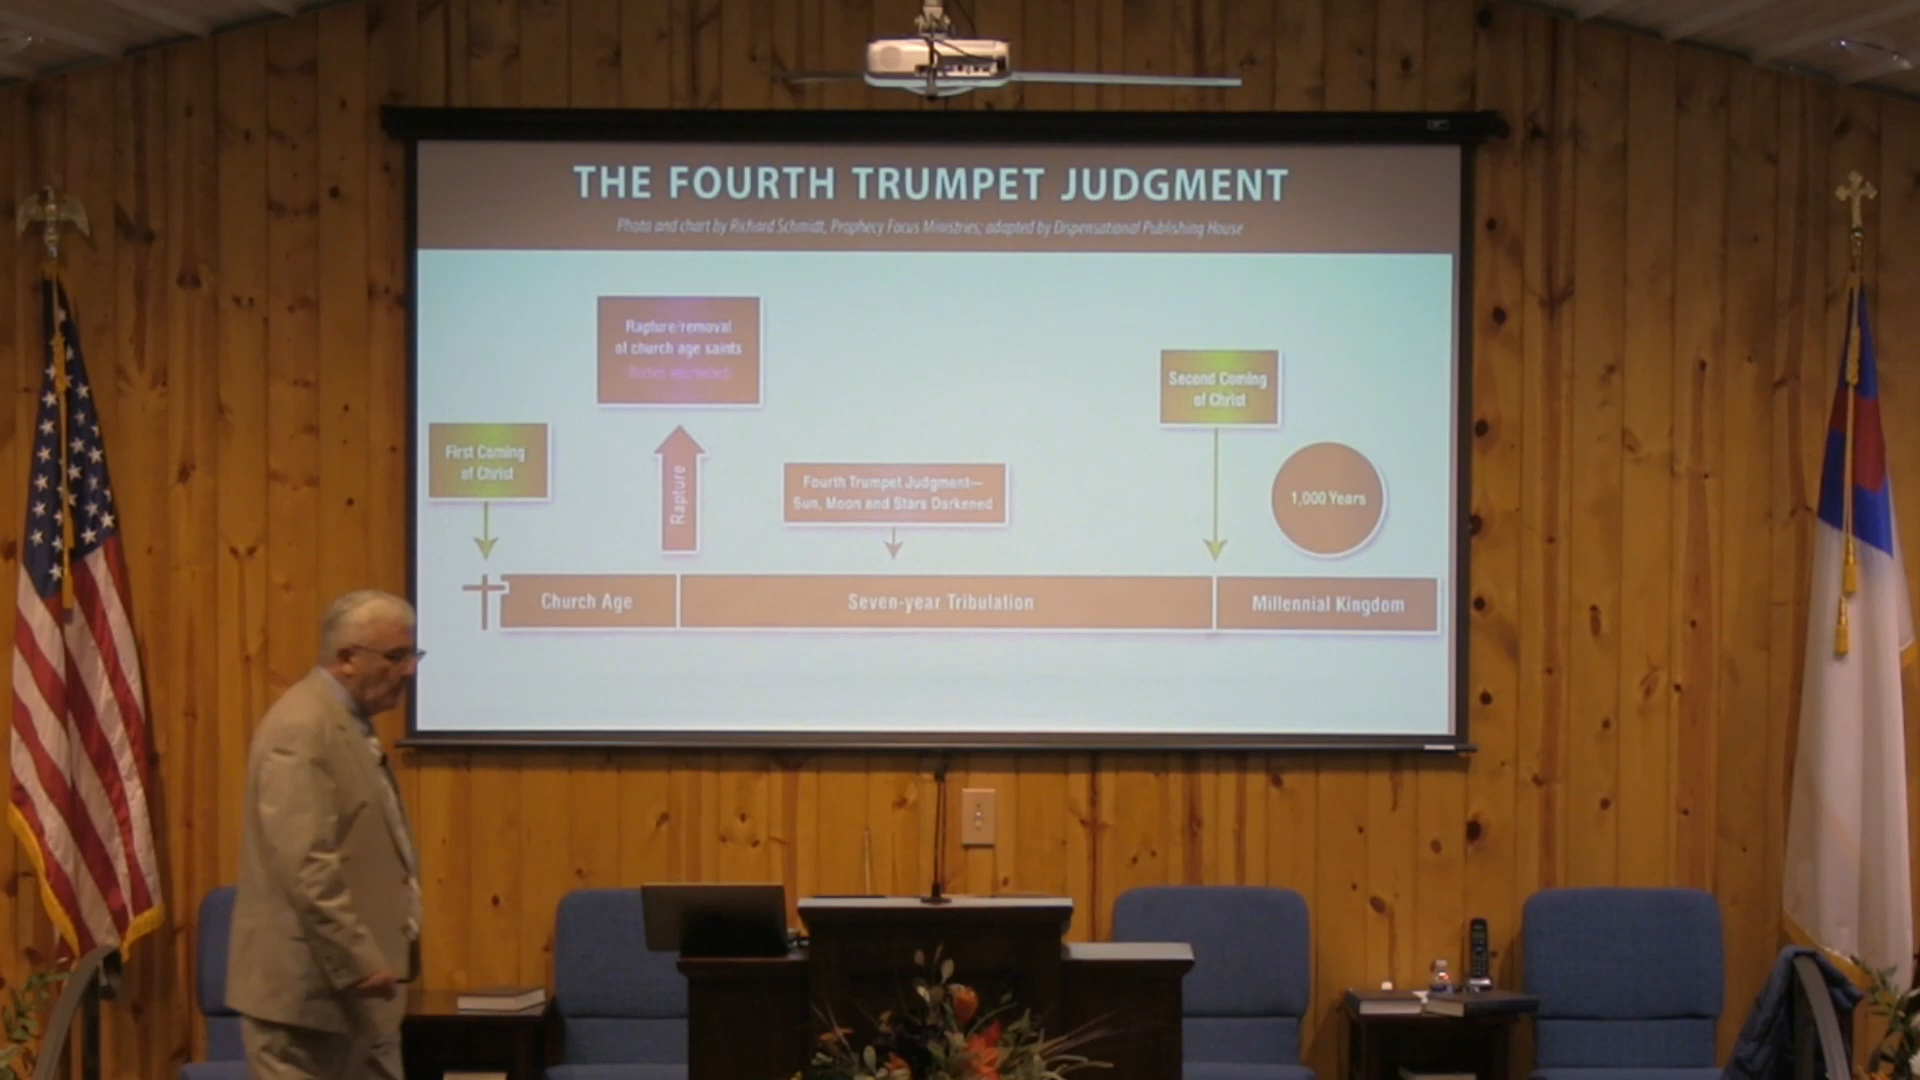 THE FOURTH TRUMPET JUDGMENT
Photo and chart by Richard Schmidt, Prophecy Focus Ministries; adapted by Dispensational Publishing House
Rapture/removal
of church age saints
Second Coming
of Christ
First Coming
of Christ
Rapture
Fourth Trumpet Judgment—
Sun, Moon and Stars Darkened
1,000 Years
Church Age
Seven-year Tribulation
Millennial Kingdom